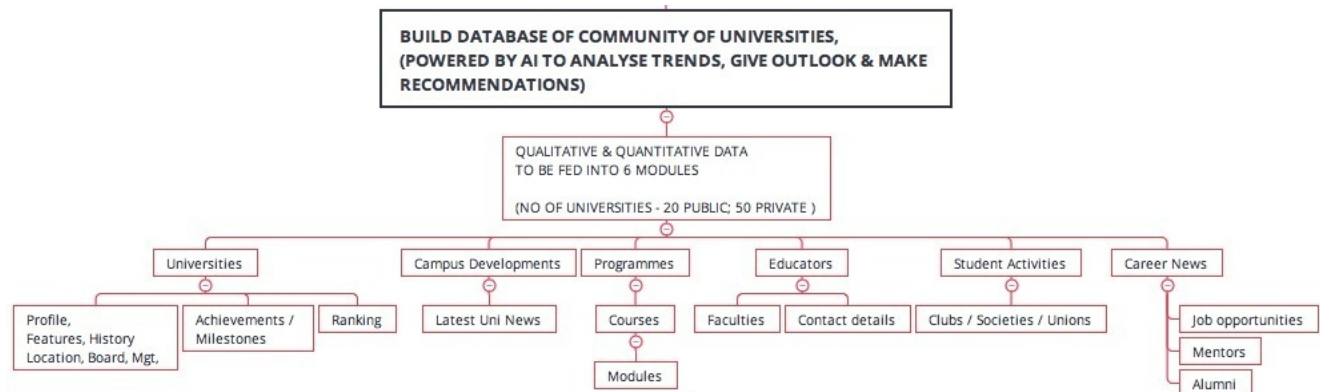 BUILD DATABASE OF COMMUNITY OF UNIVERSITIES,
(POWERED BY AI TO ANALYSE TRENDS, GIVE OUTLOOK & MAKE
RECOMMENDATIONS)
QUALITATIVE & QUANTITATIVE DATA
TO BE FED INTO 6 MODULES
(NO OF UNIVERSITIES - 20 PUBLIC; 50 PRIVATE )
Universities
Campus Developments
Programmes
Educators
Student Activities
Career News
Profile,
Features, History
Location, Board, Mgt,
Achievements /
Milestones
Ranking
Latest Uni News
Courses
Faculties
Contact details
Clubs / Societies / Unions
Job opportunities
Mentors
Modules
Alumni